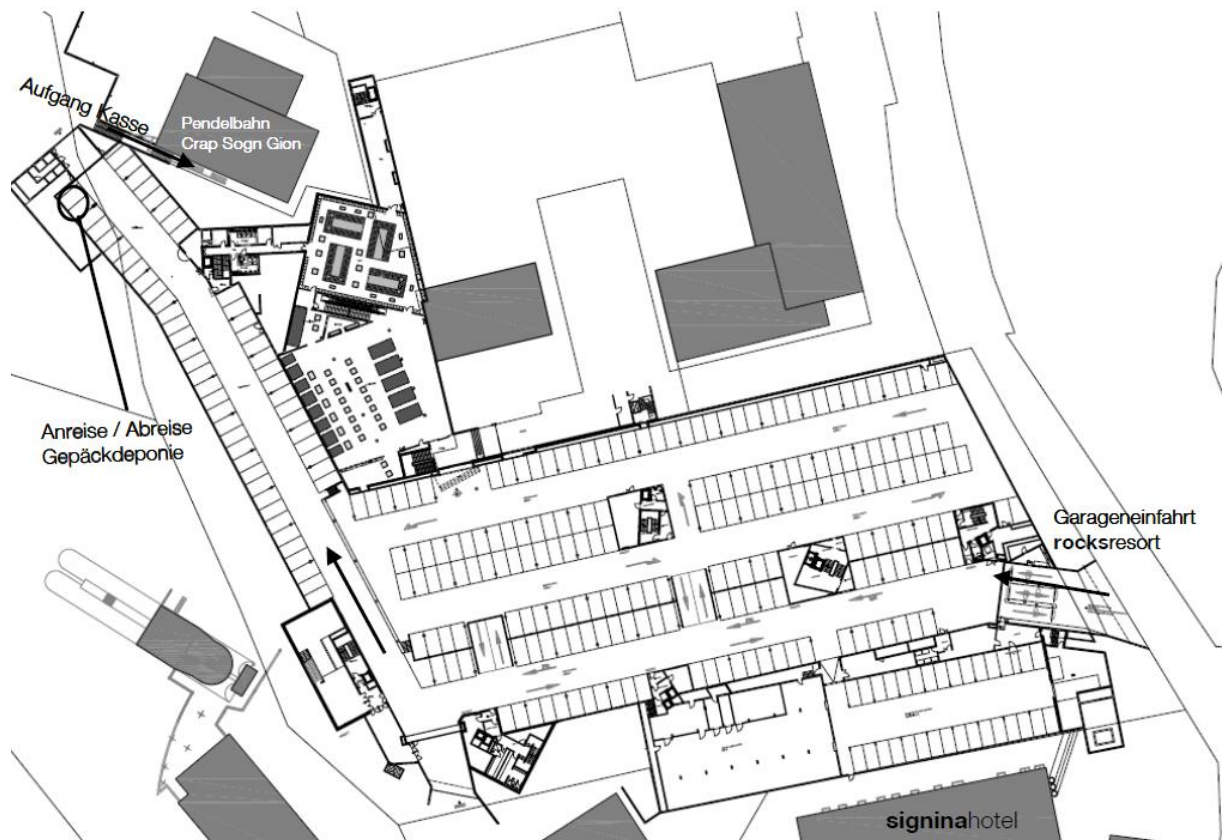 Aufgang Kasse
Pendelbahn
Crap Sogn Gion
Anreise / Abreise
Gepäckdeponie
Garageneinfahrt
rocksresort
signinahotel